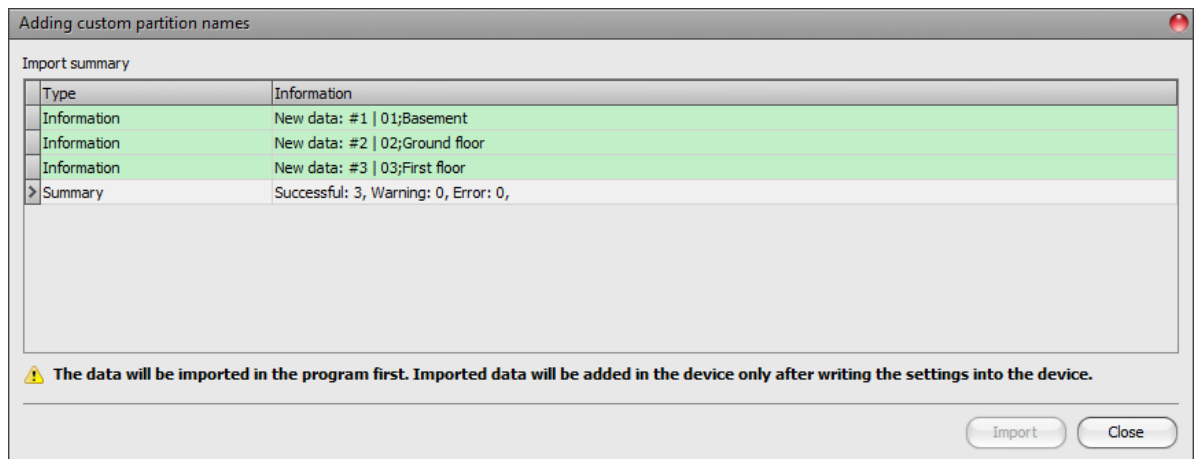 Adding custom partition names
Import summary
Type Information
Information New data: #1 | 01;Basement
Information New data: #2 | 02;Ground floor
Information New data: #3 | 03;First floor
Summary Successful: 3, Warning: 0, Error: 0,
The data will be imported in the program first. Imported data will be added in the device only after writing the settings into the device.
Import Close